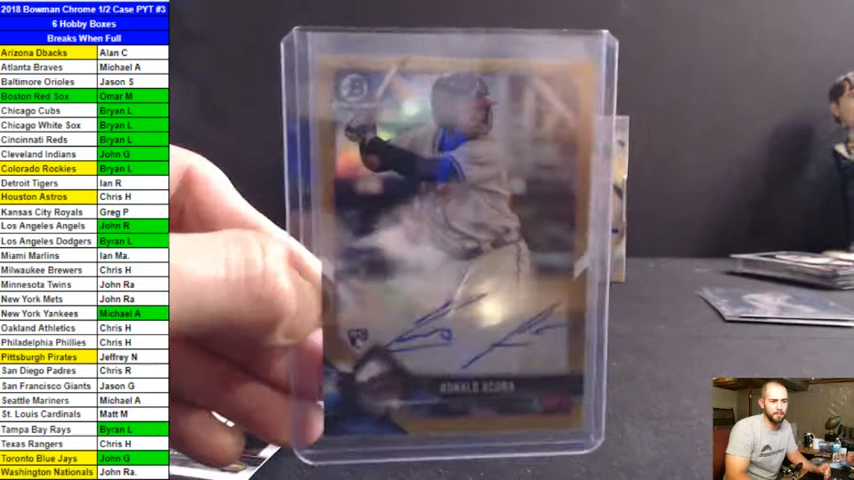 2018 Bowman Chrome 1/2 Case PYT #3
6 Hobby Boxes
Breaks When Full
Arizona Dbacks Alan C
Atlanta Braves Michael A
Baltimore Orioles Jason S
Boston Red Sox Omar M
Chicago Cubs Bryan L
Chicago White Sox Bryan L
Cincinnati Reds Bryan L
Cleveland Indians John G
Colorado Rockies Bryan L
Detroit Tigers Ian R
Houston Astros Chris H
Kansas City Royals Greg P
Los Angeles Angels John R
Los Angeles Dodgers Byran L
Miami Marlins Ian Ma.
Milwaukee Brewers Chris H
Minnesota Twins John Ra
New York Mets John Ra
New York Yankees Michael A
Oakland Athletics Chris H
Philadelphia Phillies Chris H
Pittsburgh Pirates Jeffrey N
San Diego Padres Chris R
San Francisco Giants Jason G
Seattle Mariners Michael A
St. Louis Cardinals Matt M
Tampa Bay Rays Byran L
Texas Rangers Chris H
Toronto Blue Jays John G
Washington Nationals John Ra.
RONALD ACUNA